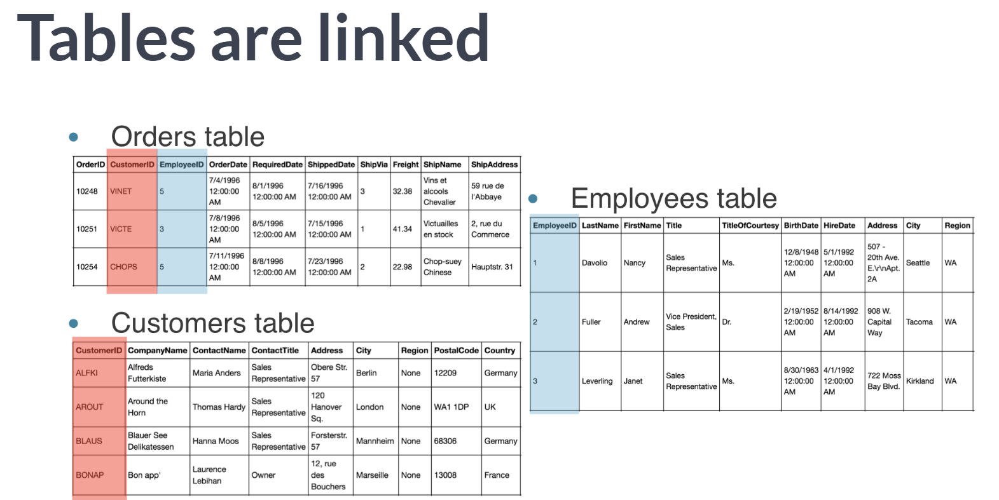 Tables are linked
• Orders table
OrderID CustomerID EmployeeID OrderDate RequiredDate ShippedDate ShipVia Freight ShipName ShipAddress
10248 VINET 5 7/4/1996 12:00:00 AM 8/1/1996 12:00:00 AM 7/16/1996 12:00:00 AM 3 32.38 Vins et alcools Chevalier 59 rue de l'Abbaye
10251 VICTE 3 7/8/1996 12:00:00 AM 8/5/1996 12:00:00 AM 7/15/1996 12:00:00 AM 1 41.34 Victuailles en stock 2, rue du Commerce
10254 CHOPS 5 7/11/1996 12:00:00 AM 8/8/1996 12:00:00 AM 7/23/1996 12:00:00 AM 2 22.98 Chop-suey Chinese Hauptstr. 31
• Customers table
CustomerID CompanyName ContactName ContactTitle Address City Region PostalCode Country
ALFKI Alfreds Futterkiste Maria Anders Sales Representative Obere Str. 57 Berlin None 12209 Germany
AROUT Around the Horn Thomas Hardy Sales Representative 120 Hanover Sq. London None WA1 1DP UK
BLAUS Blauer See Delikatessen Hanna Moos Sales Representative Forsterstr. 57 Mannheim None 68306 Germany
BONAP Bon app' Laurence Lebihan Owner 12, rue des Bouchers Marseille None 13008 France
• Employees table
EmployeeID LastName FirstName Title TitleOfCourtesy BirthDate HireDate Address City Region
1 Davolio Nancy Sales Representative Ms. 12/8/1948 12:00:00 AM 5/1/1992 12:00:00 AM 507 - 20th Ave. E.\r\nApt. 2A Seattle WA
2 Fuller Andrew Vice President, Sales Dr. 2/19/1952 12:00:00 AM 8/14/1992 12:00:00 AM 908 W. Capital Way Tacoma WA
3 Leverling Janet Sales Representative Ms. 8/30/1963 12:00:00 AM 4/1/1992 12:00:00 AM 722 Moss Bay Blvd. Kirkland WA